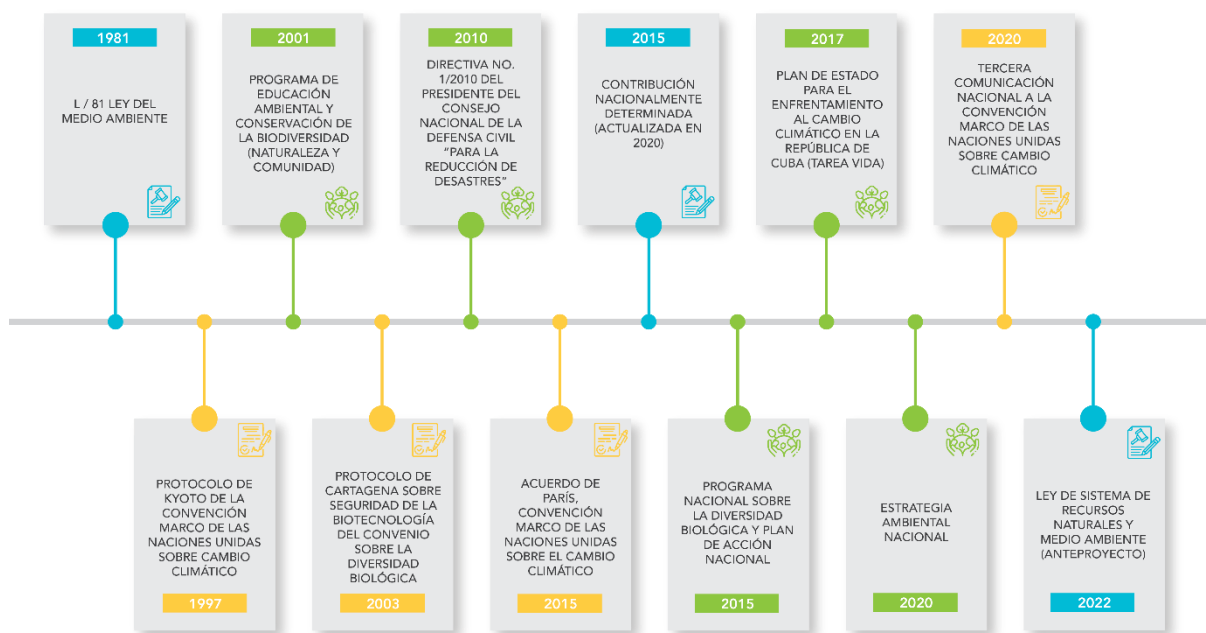 1981
L / 81 LEY DEL
MEDIO AMBIENTE
2001
PROGRAMA DE
EDUCACIÓN
AMBIENTAL Y
CONSERVACIÓN DE
LA BIODIVERSIDAD
(NATURALEZA Y
COMUNIDAD)
2010
DIRECTIVA NO.
1/2010 DEL
PRESIDENTE DEL
CONSEJO
NACIONAL DE LA
DEFENSA CIVIL
"PARA LA
REDUCCIÓN DE
DESASTRES"
2015
CONTRIBUCIÓN
NACIONALMENTE
DETERMINADA
(ACTUALIZADA EN
2020)
2017
PLAN DE ESTADO
PARA EL
ENFRENTAMIENTO
AL CAMBIO
CLIMÁTICO EN LA
REPÚBLICA DE
CUBA (TAREA VIDA)
2020
TERCERA
COMUNICACIÓN
NACIONAL A LA
CONVENCIÓN
MARCO DE LAS
NACIONES UNIDAS
SOBRE CAMBIO
CLIMÁTICO
PROTOCOLO DE
KYOTO DE LA
CONVENCIÓN
MARCO DE LAS
NACIONES UNIDAS
SOBRE CAMBIO
CLIMÁTICO
1997
PROTOCOLO DE
CARTAGENA SOBRE
SEGURIDAD DE LA
BIOTECNOLOGÍA
DEL CONVENIO
SOBRE LA
DIVERSIDAD
BIOLÓGICA
2003
ACUERDO DE
PARÍS,
CONVENCIÓN
MARCO DE LAS
NACIONES UNIDAS
SOBRE EL CAMBIO
CLIMÁTICO
2015
PROGRAMA
NACIONAL SOBRE
LA DIVERSIDAD
BIOLÓGICA Y PLAN
DE ACCIÓN
NACIONAL
2015
ESTRATEGIA
AMBIENTAL
NACIONAL
2020
LEY DE SISTEMA DE
RECURSOS
NATURALES Y
MEDIO AMBIENTE
(ANTEPROYECTO)
2022